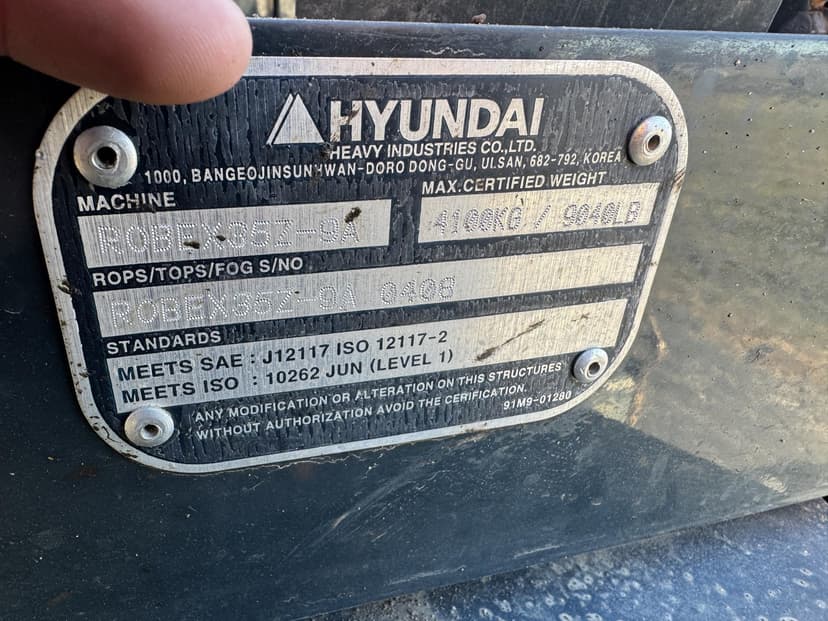 HYUNDAI
HEAVY INDUSTRIES CO.,LTD.
1000, BANGEOJINSUNHWAN-DORO DONG-GU, ULSAN, 682-792, KOREA
MACHINE
MAX.CERTIFIED WEIGHT
ROBEX35Z-9A
4100KG / 9040LB
ROPS/TOPS/FOG S/NO
ROBEX35Z-9A 0408
STANDARDS
MEETS SAE : J12117 ISO 12117-2
MEETS ISO : 10262 JUN (LEVEL 1)
ANY MODIFICATION OR ALTERATION ON THIS STRUCTURES
WITHOUT AUTHORIZATION AVOID THE CERIFICATION.
91M9-01280